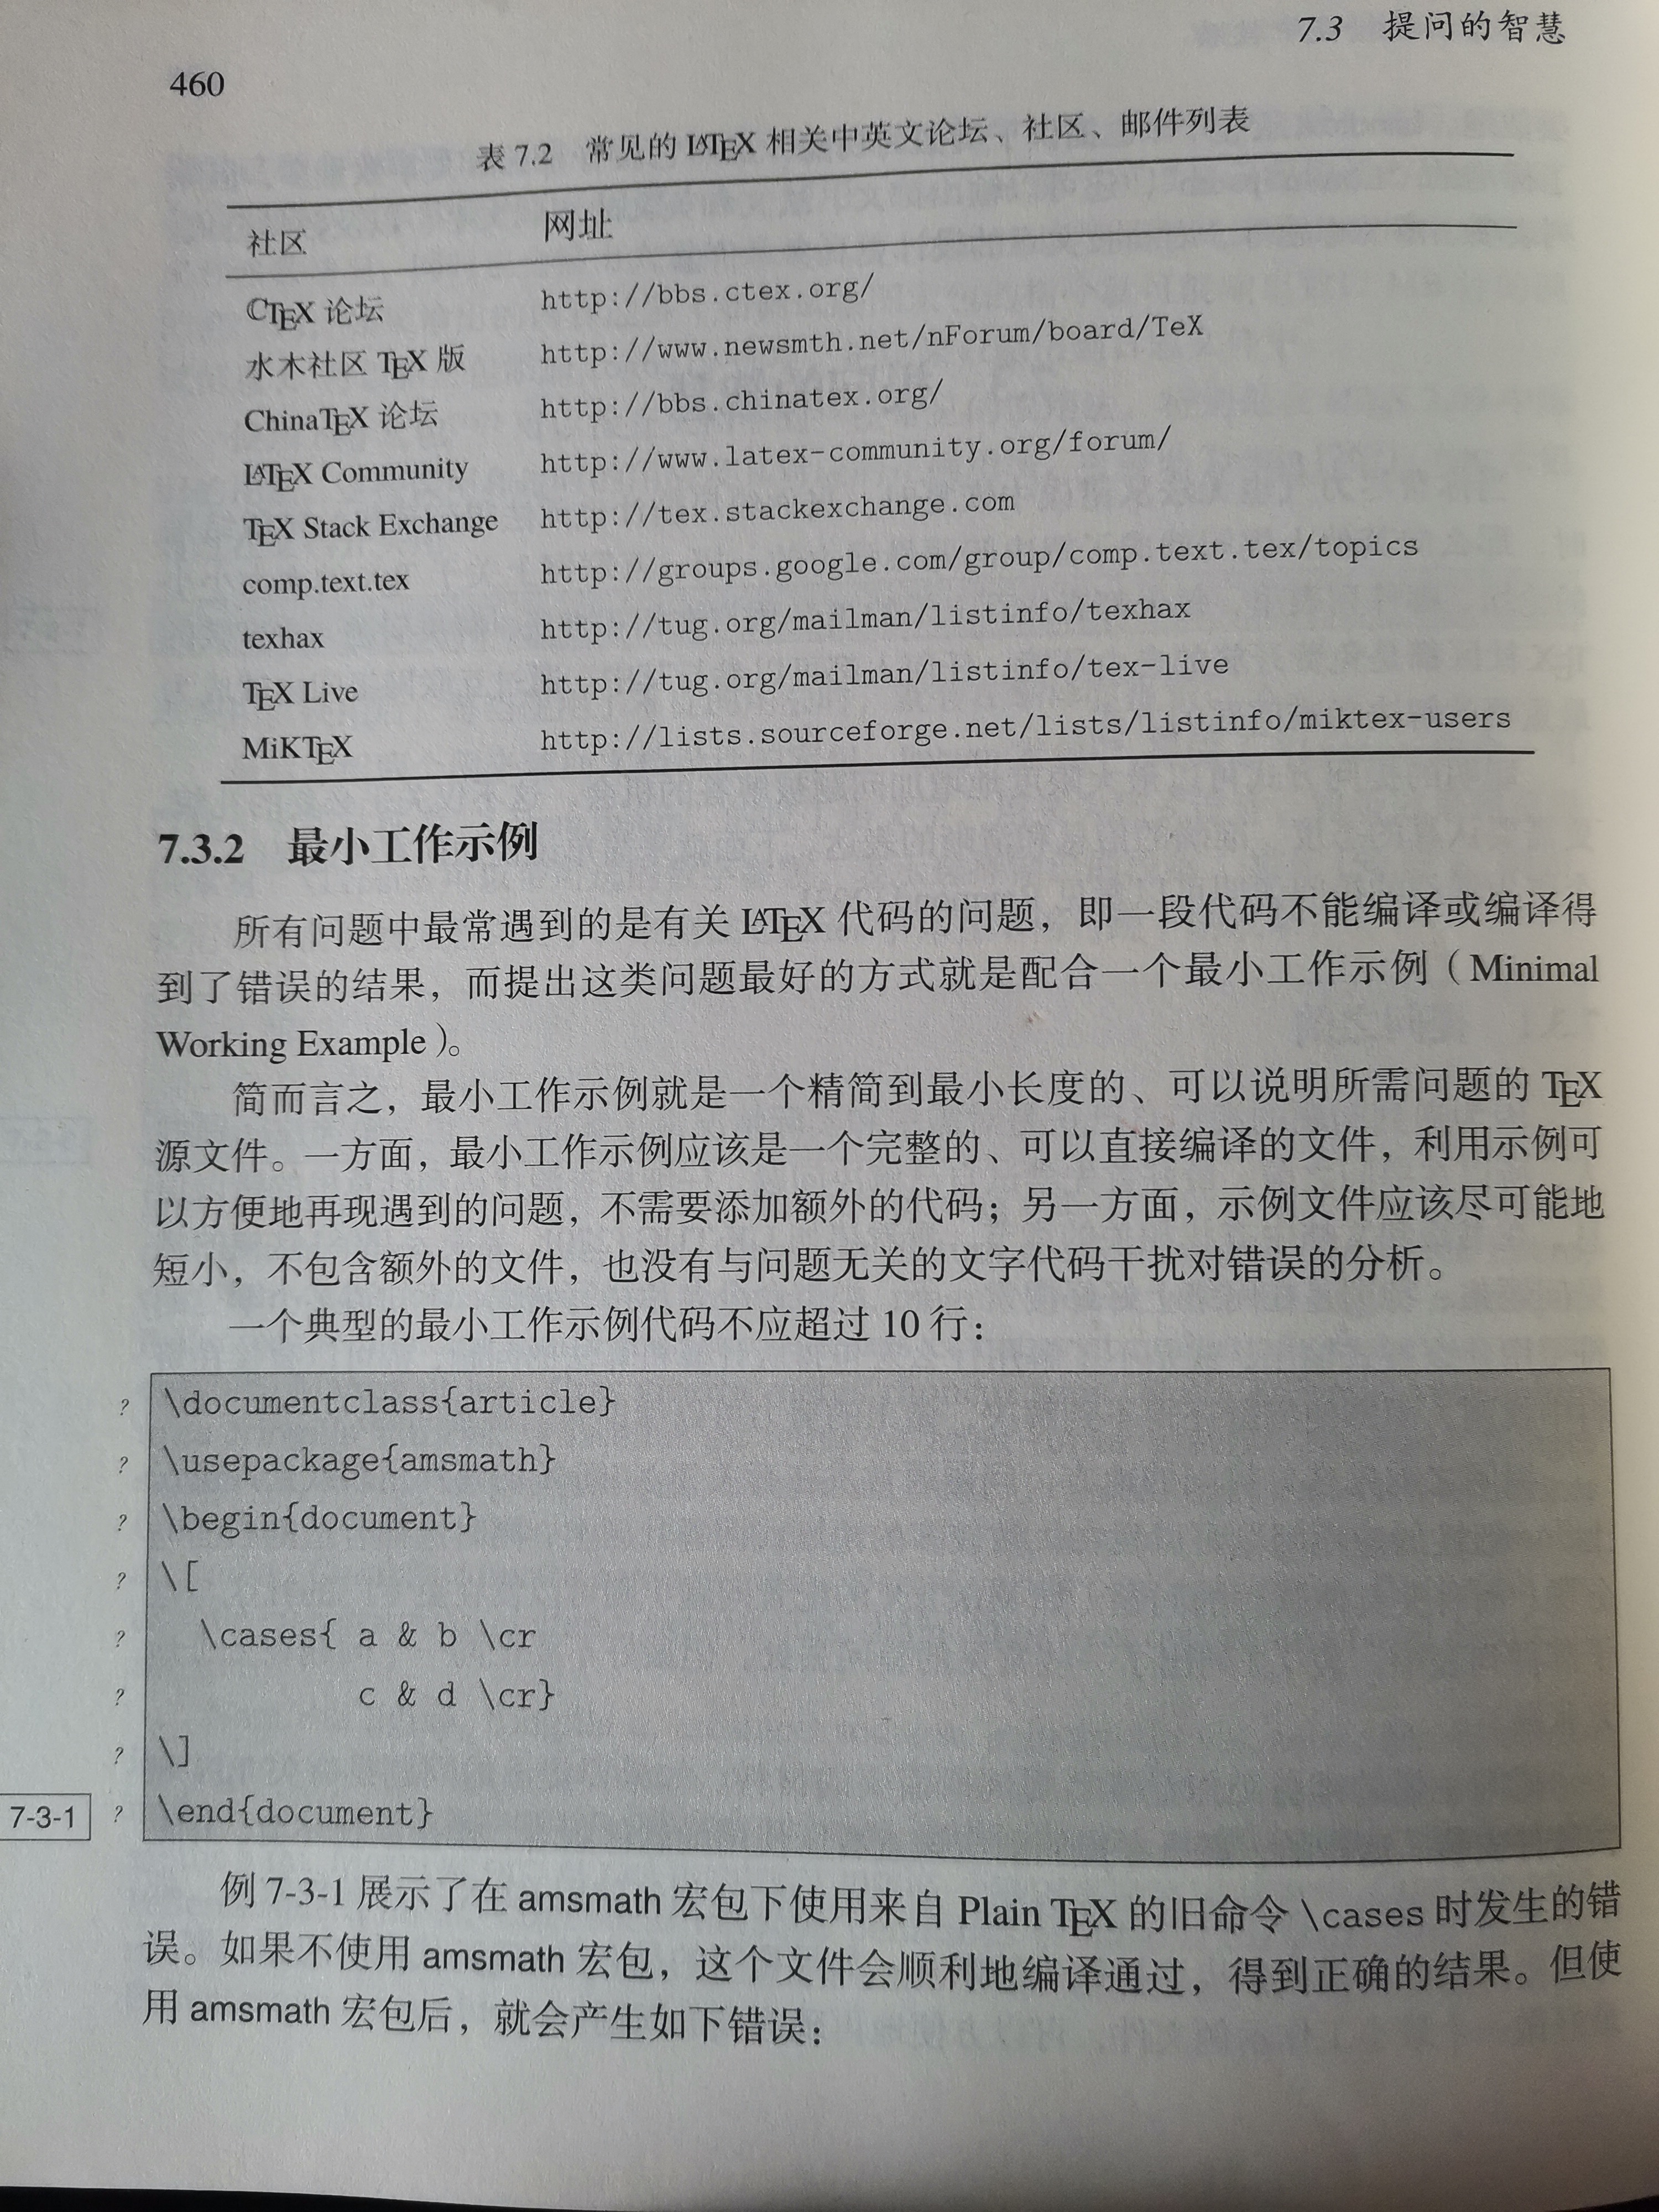 7.3 提问的智慧
460
表 7.2 常见的 LATEX 相关中英文论坛、社区、邮件列表
社区 网址
CTEX 论坛 http://bbs.ctex.org/
水木社区 TEX 版 http://www.newsmth.net/nForum/board/TeX
ChinaTEX 论坛 http://bbs.chinatex.org/
LATEX Community http://www.latex-community.org/forum/
TEX Stack Exchange http://tex.stackexchange.com
comp.text.tex http://groups.google.com/group/comp.text.tex/topics
texhax http://tug.org/mailman/listinfo/texhax
TEX Live http://tug.org/mailman/listinfo/tex-live
MiKTEX http://lists.sourceforge.net/lists/listinfo/miktex-users
7.3.2 最小工作示例
所有问题中最常遇到的是有关 LATEX 代码的问题，即一段代码不能编译或编译得
到了错误的结果，而提出这类问题最好的方式就是配合一个最小工作示例（Minimal
Working Example）。
简而言之，最小工作示例就是一个精简到最小长度的、可以说明所需问题的 TEX
源文件。一方面，最小工作示例应该是一个完整的、可以直接编译的文件，利用示例可
以方便地再现遇到的问题，不需要添加额外的代码；另一方面，示例文件应该尽可能地
短小，不包含额外的文件，也没有与问题无关的文字代码干扰对错误的分析。
一个典型的最小工作示例代码不应超过 10 行：
? \documentclass{article}
? \usepackage{amsmath}
? \begin{document}
? \[
? \cases{ a & b \cr
? c & d \cr}
? \]
7-3-1 ? \end{document}
例 7-3-1 展示了在 amsmath 宏包下使用来自 Plain TEX 的旧命令 \cases 时发生的错
误。如果不使用 amsmath 宏包，这个文件会顺利地编译通过，得到正确的结果。但使
用 amsmath 宏包后，就会产生如下错误：